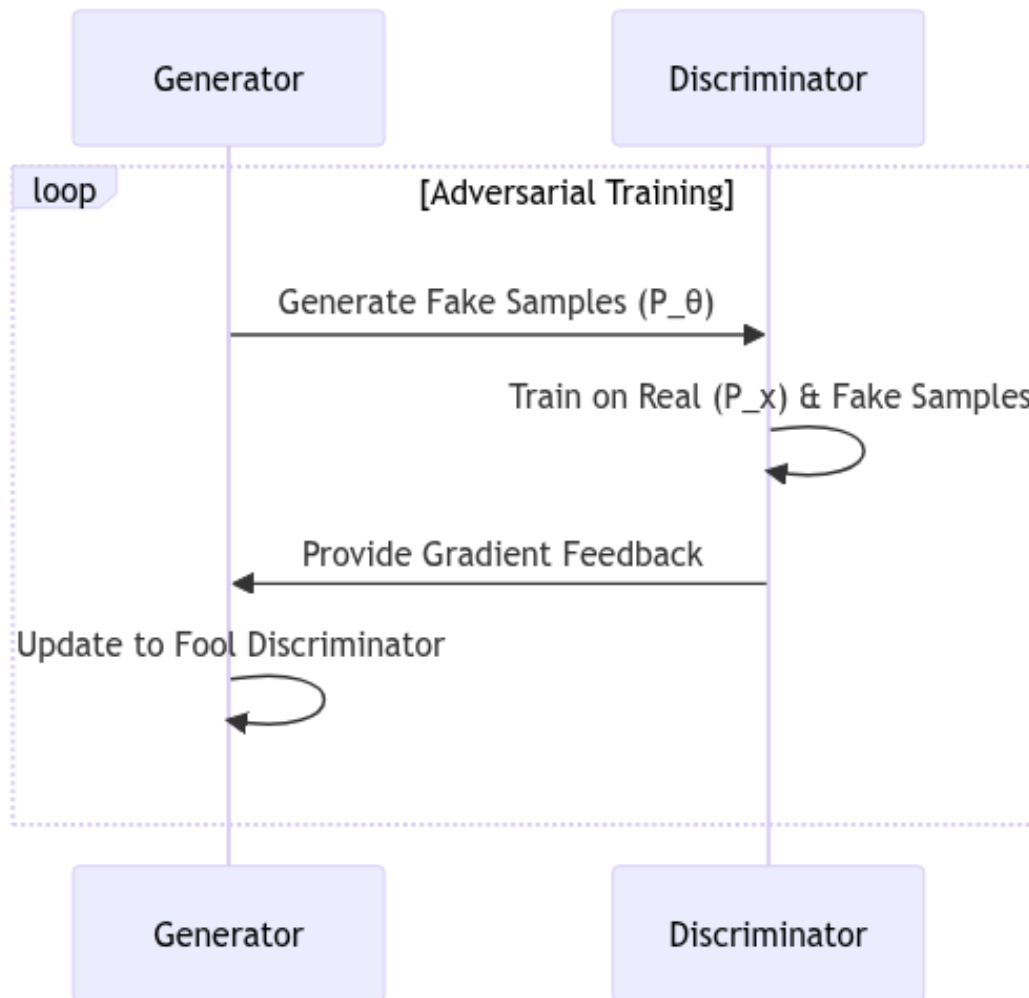 Generator
Discriminator
loop
[Adversarial Training]
Generate Fake Samples (P_θ)
Train on Real (P_x) & Fake Samples
Provide Gradient Feedback
Update to Fool Discriminator
Generator
Discriminator